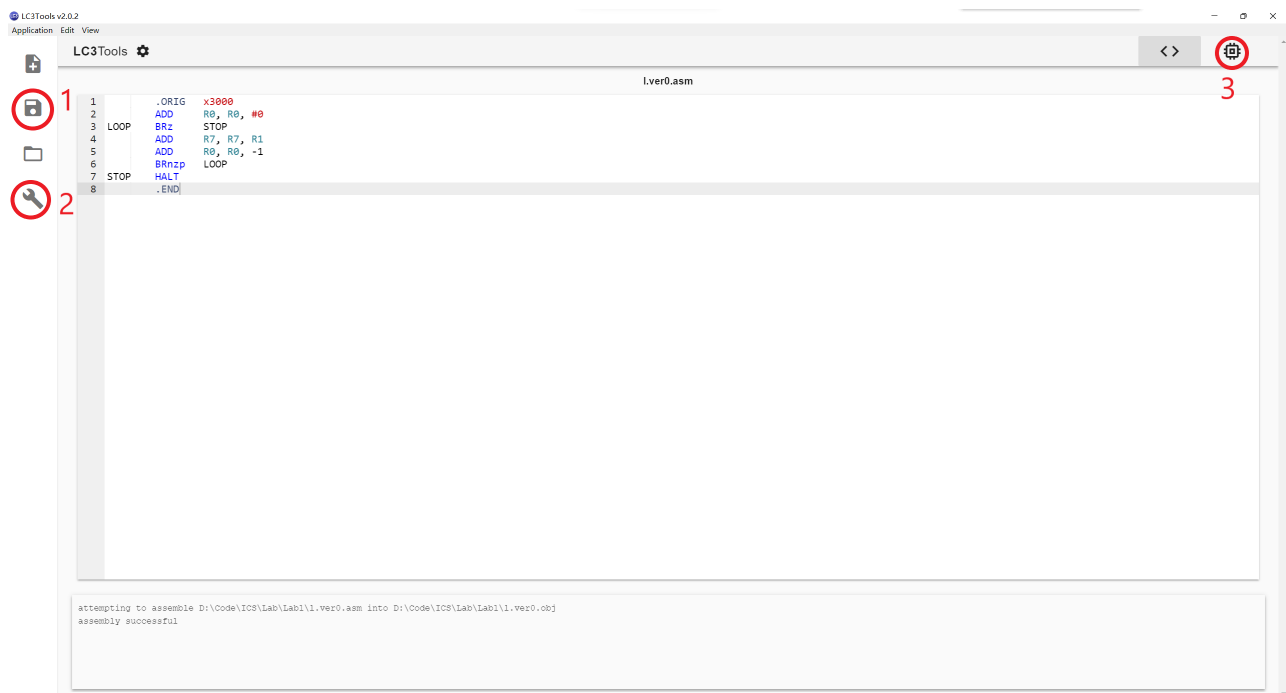 LC3Tools v2.0.2
Application Edit View
LC3Tools
1
2
3
l.ver0.asm
1 .ORIG x3000
2 ADD R0, R0, #0
3 LOOP BRz STOP
4 ADD R7, R7, R1
5 ADD R0, R0, -1
6 BRnzp LOOP
7 STOP HALT
8 .END
attempting to assemble D:\Code\ICS\Lab\Lab1\l.ver0.asm into D:\Code\ICS\Lab\Lab1\l.ver0.obj
assembly successful